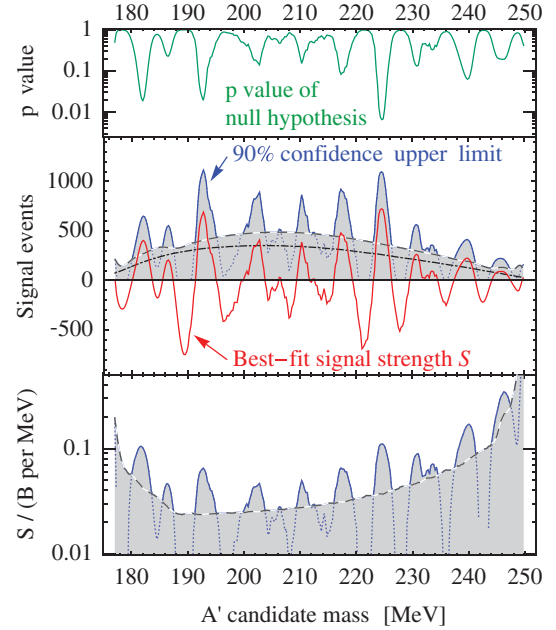 180 190 200 210 220 230 240 250
p value
1
0.1
0.01
p value of
null hypothesis
90% confidence upper limit
Signal events
1000
500
0
-500
Best-fit signal strength S
S / (B per MeV)
0.1
0.01
180 190 200 210 220 230 240 250
A' candidate mass [MeV]